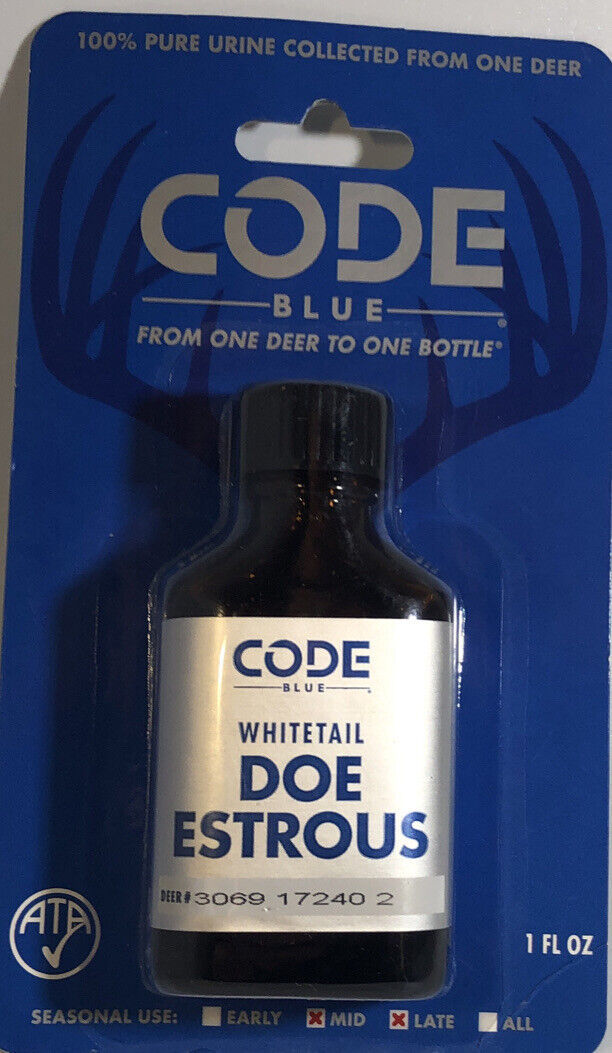 100% PURE URINE COLLECTED FROM ONE DEER
CODE
BLUE®
FROM ONE DEER TO ONE BOTTLE®
CODE
BLUE
WHITETAIL
DOE
ESTROUS
DEER# 3069 17240 2
ATA
1 FL OZ
SEASONAL USE: EARLY MID LATE ALL